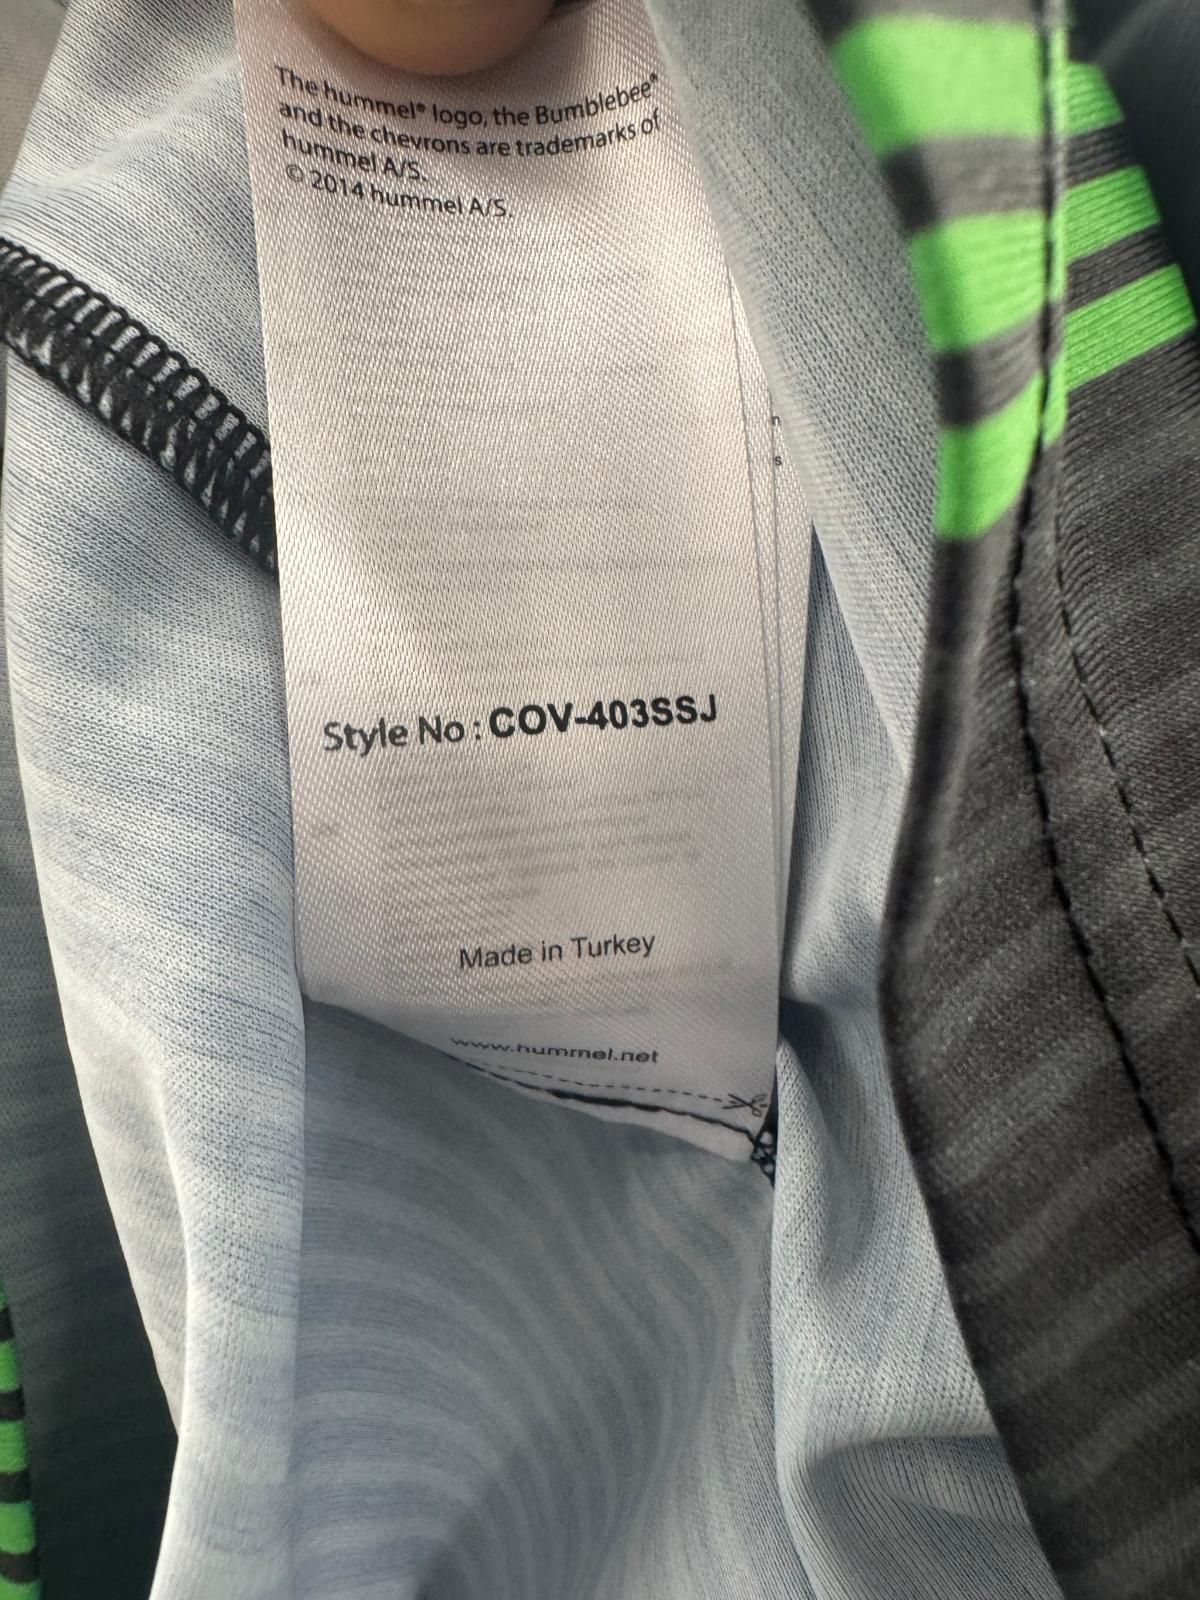 The hummel® logo, the Bumblebee®
and the chevrons are trademarks of
hummel A/S.
© 2014 hummel A/S.
Style No : COV-403SSJ
Made in Turkey
www.hummel.net